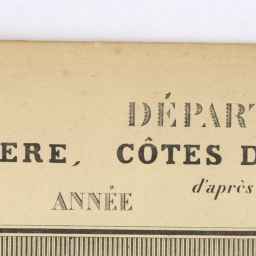 DÉPART
ERE, CÔTES D
d'après
ANNÉE